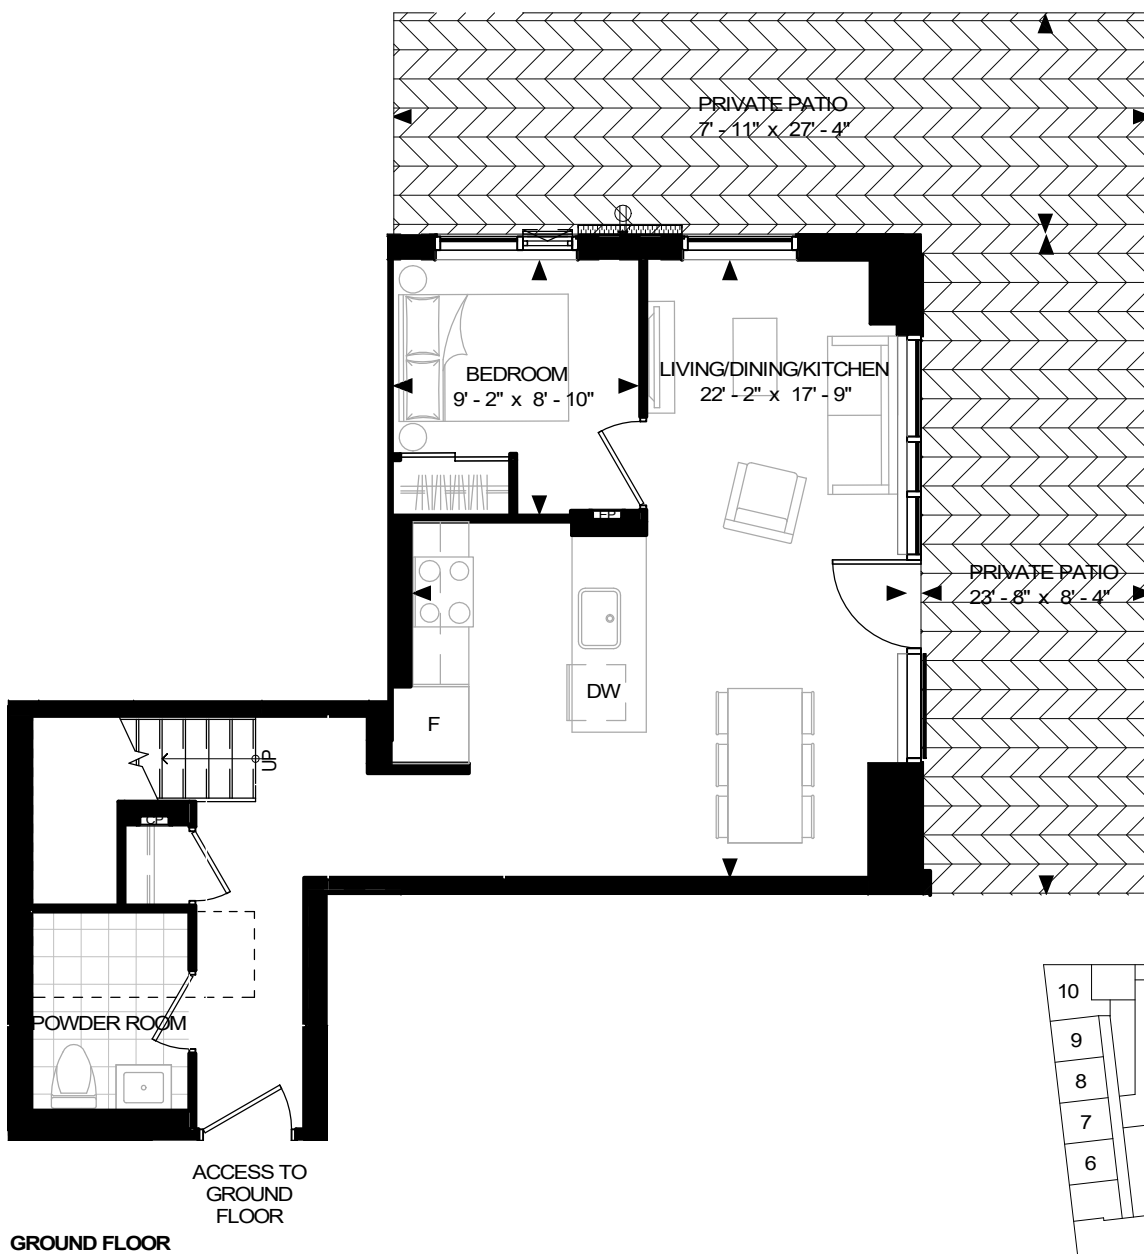 PRIVATE PATIO
7' - 11" x 27' - 4"
BEDROOM
9' - 2" x 8' - 10"
LIVING/DINING/KITCHEN
22' - 2" x 17' - 9"
PRIVATE PATIO
23' - 8" x 8' - 4"
DW
F
UP
POWDER ROOM
ACCESS TO
GROUND
FLOOR
GROUND FLOOR
10
9
8
7
6